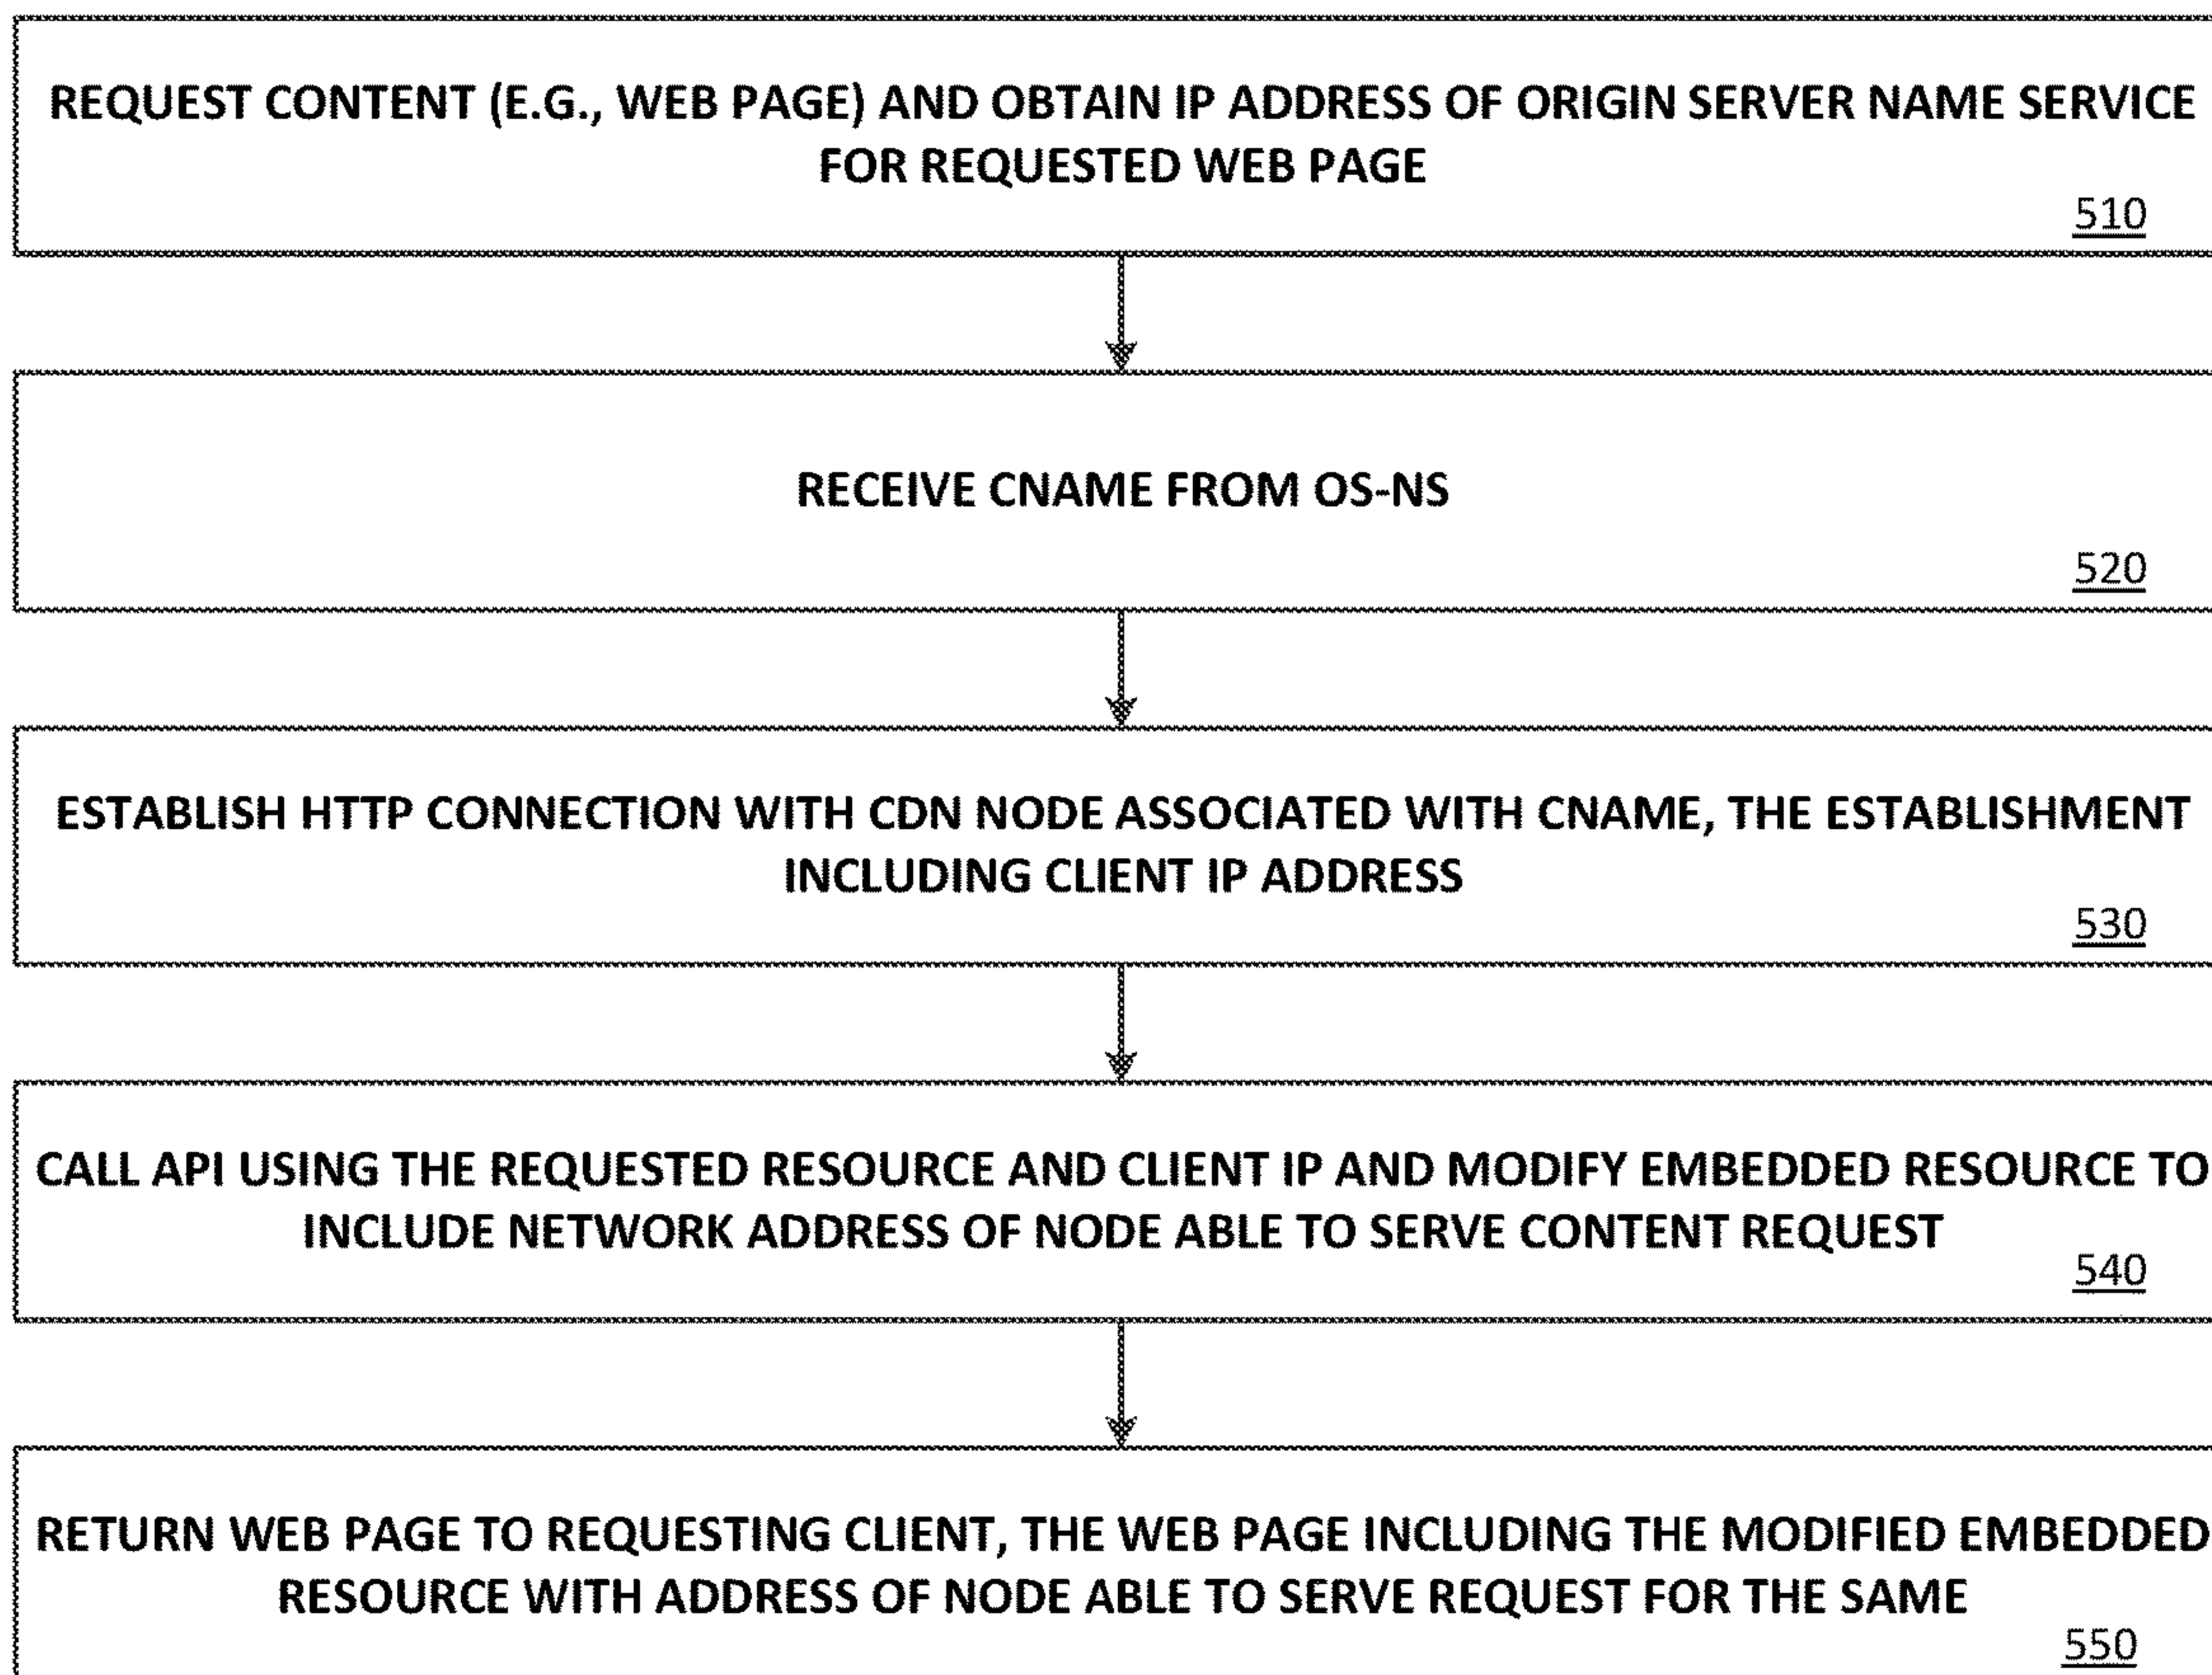 REQUEST CONTENT (E.G., WEB PAGE) AND OBTAIN IP ADDRESS OF ORIGIN SERVER NAME SERVICE
FOR REQUESTED WEB PAGE
510
RECEIVE CNAME FROM OS-NS
520
ESTABLISH HTTP CONNECTION WITH CDN NODE ASSOCIATED WITH CNAME, THE ESTABLISHMENT
INCLUDING CLIENT IP ADDRESS
530
CALL API USING THE REQUESTED RESOURCE AND CLIENT IP AND MODIFY EMBEDDED RESOURCE TO
INCLUDE NETWORK ADDRESS OF NODE ABLE TO SERVE CONTENT REQUEST
540
RETURN WEB PAGE TO REQUESTING CLIENT, THE WEB PAGE INCLUDING THE MODIFIED EMBEDDED
RESOURCE WITH ADDRESS OF NODE ABLE TO SERVE REQUEST FOR THE SAME
550